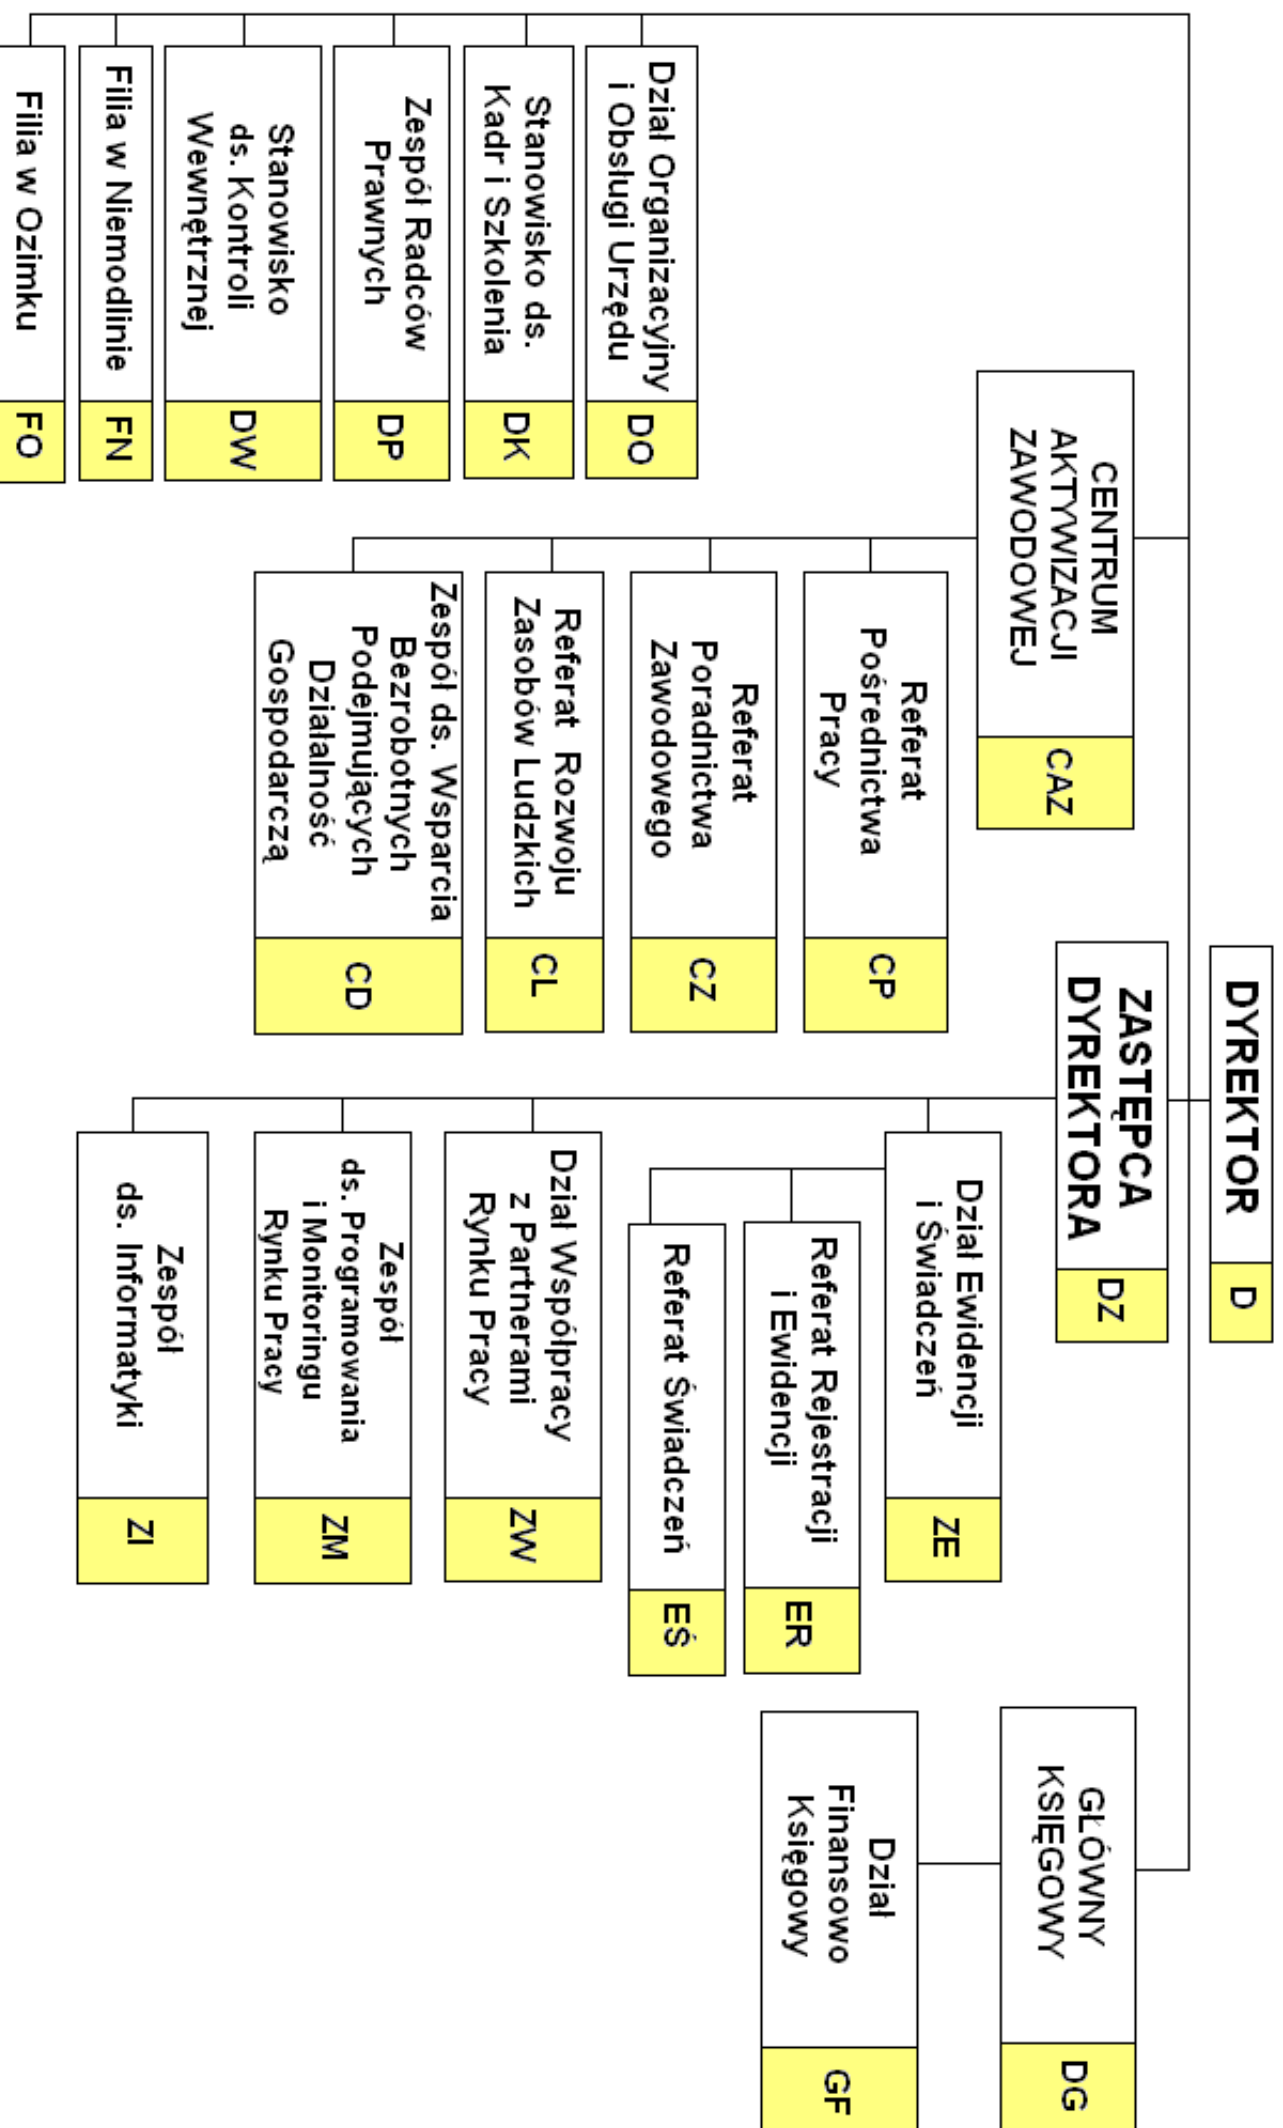 DYREKTOR
D
ZASTĘPCA
DYREKTORA
DZ
CENTRUM
AKTYWIZACJI
ZAWODOWEJ
CAZ
GŁÓWNY
KSIĘGOWY
DG
Dział Organizacyjny
i Obsługi Urzędu
DO
Stanowisko ds.
Kadr i Szkolenia
DK
Zespół Radców
Prawnych
DP
Stanowisko
ds. Kontroli
Wewnętrznej
DW
Filia w Niemodlinie
FN
Filia w Ozimku
FO
Referat
Pośrednictwa
Pracy
CP
Referat
Poradnictwa
Zawodowego
CZ
Referat Rozwoju
Zasobów Ludzkich
CL
Zespół ds. Wsparcia
Bezrobotnych
Podejmujących
Działalność
Gospodarczą
CD
Dział Ewidencji
i Świadczeń
ZE
Referat Rejestracji
i Ewidencji
ER
Referat Świadczeń
EŚ
Dział Współpracy
z Partnerami
Rynku Pracy
ZW
Zespół
ds. Programowania
i Monitoringu
Rynku Pracy
ZM
Zespół
ds. Informatyki
ZI
Dział
Finansowo
Księgowy
GF